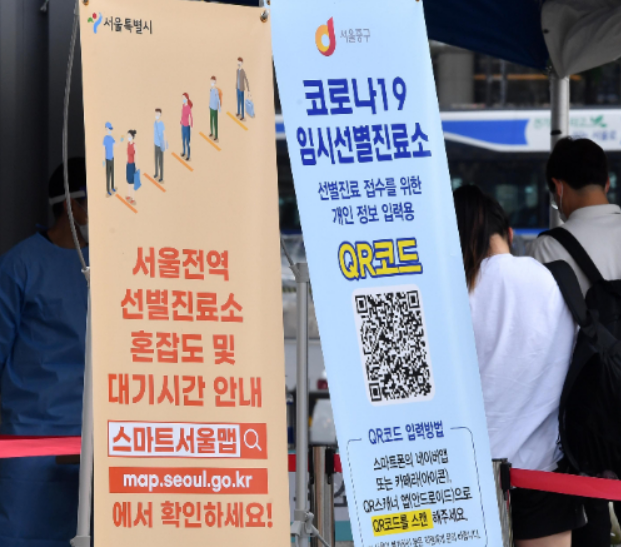 서울특별시
서울전역
선별진료소
혼잡도 및
대기시간 안내
스마트서울맵
map.seoul.go.kr
에서 확인하세요!
서울중구
코로나19
임시선별진료소
선별진료 접수를 위한
개인 정보 입력용
QR코드
QR코드 입력방법
스마트폰의 네이버앱
또는 카메라(아이폰),
QR스캐너 앱(안드로이드)으로
QR코드를 스캔 해주세요.